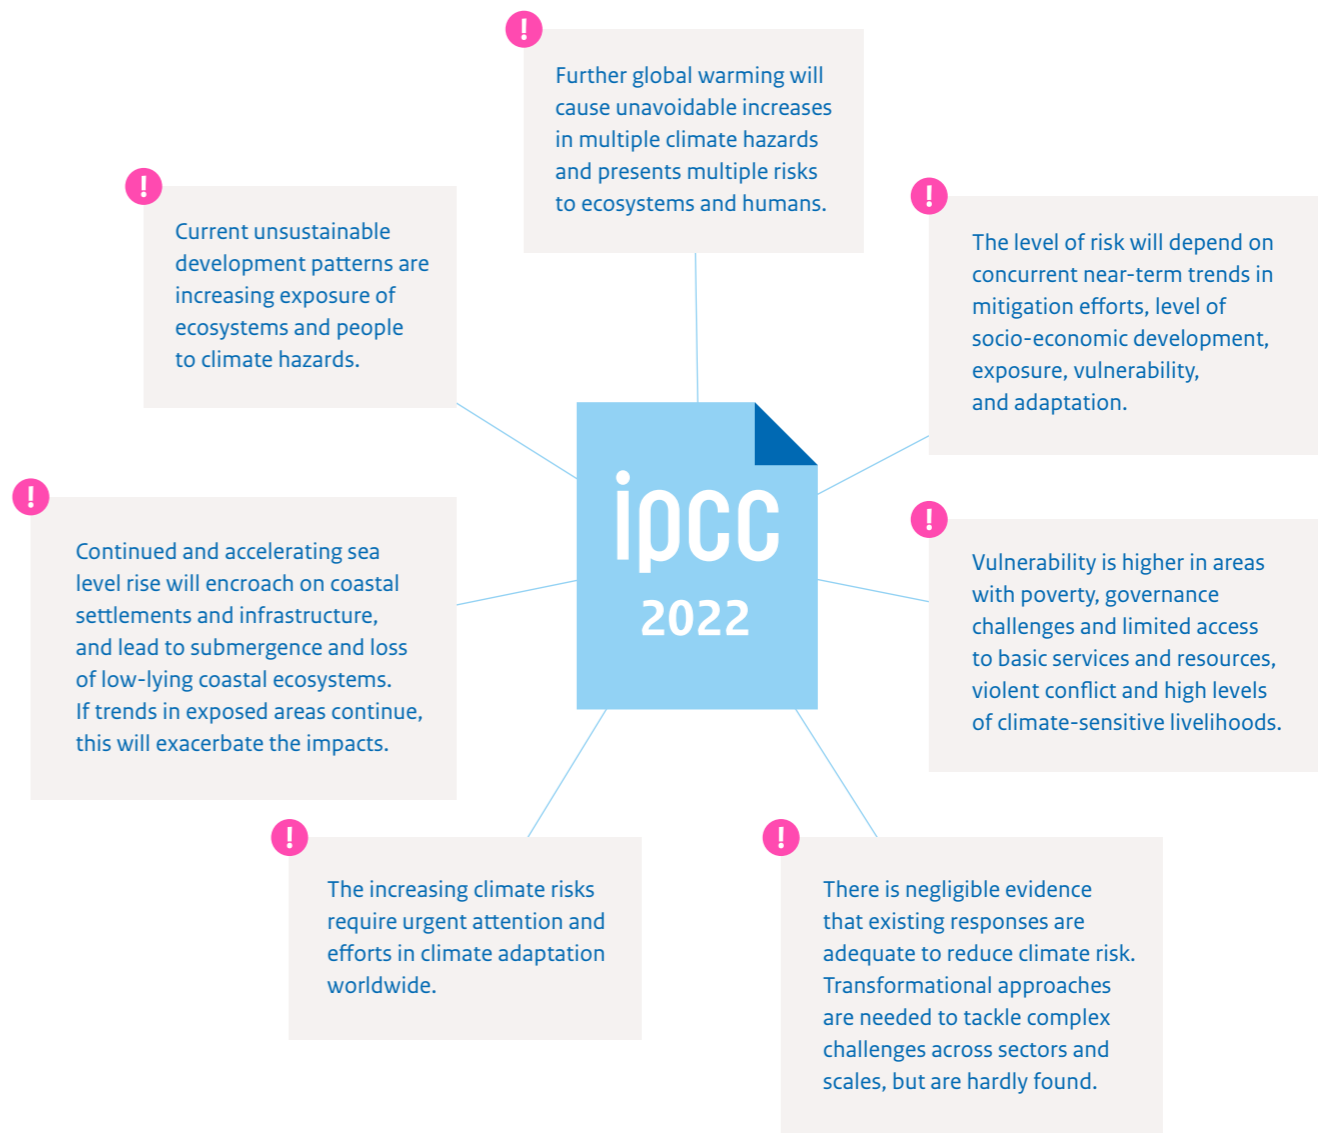 !
Further global warming will
cause unavoidable increases
in multiple climate hazards
and presents multiple risks
to ecosystems and humans.
!
Current unsustainable
development patterns are
increasing exposure of
ecosystems and people
to climate hazards.
!
The level of risk will depend on
concurrent near-term trends in
mitigation efforts, level of
socio-economic development,
exposure, vulnerability,
and adaptation.
ipcc
2022
!
Continued and accelerating sea
level rise will encroach on coastal
settlements and infrastructure,
and lead to submergence and loss
of low-lying coastal ecosystems.
If trends in exposed areas continue,
this will exacerbate the impacts.
!
Vulnerability is higher in areas
with poverty, governance
challenges and limited access
to basic services and resources,
violent conflict and high levels
of climate-sensitive livelihoods.
!
The increasing climate risks
require urgent attention and
efforts in climate adaptation
worldwide.
!
There is negligible evidence
that existing responses are
adequate to reduce climate risk.
Transformational approaches
are needed to tackle complex
challenges across sectors and
scales, but are hardly found.